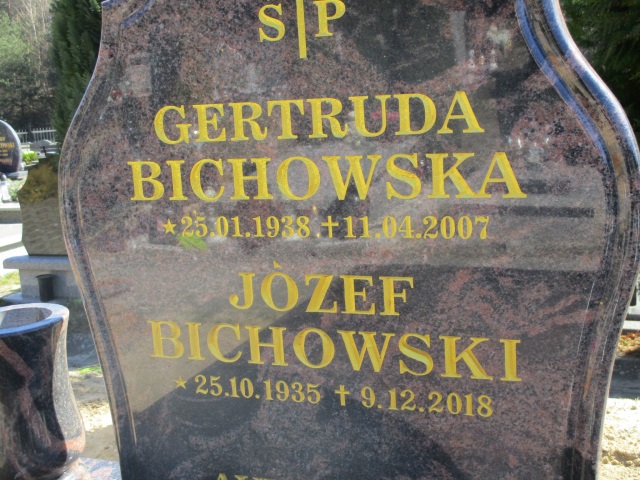 S P
GERTRUDA
BICHOWSKA
★25.01.1938 ✝11.04.2007
JÓZEF
BICHOWSKI
★25.10.1935 ✝ 9.12.2018